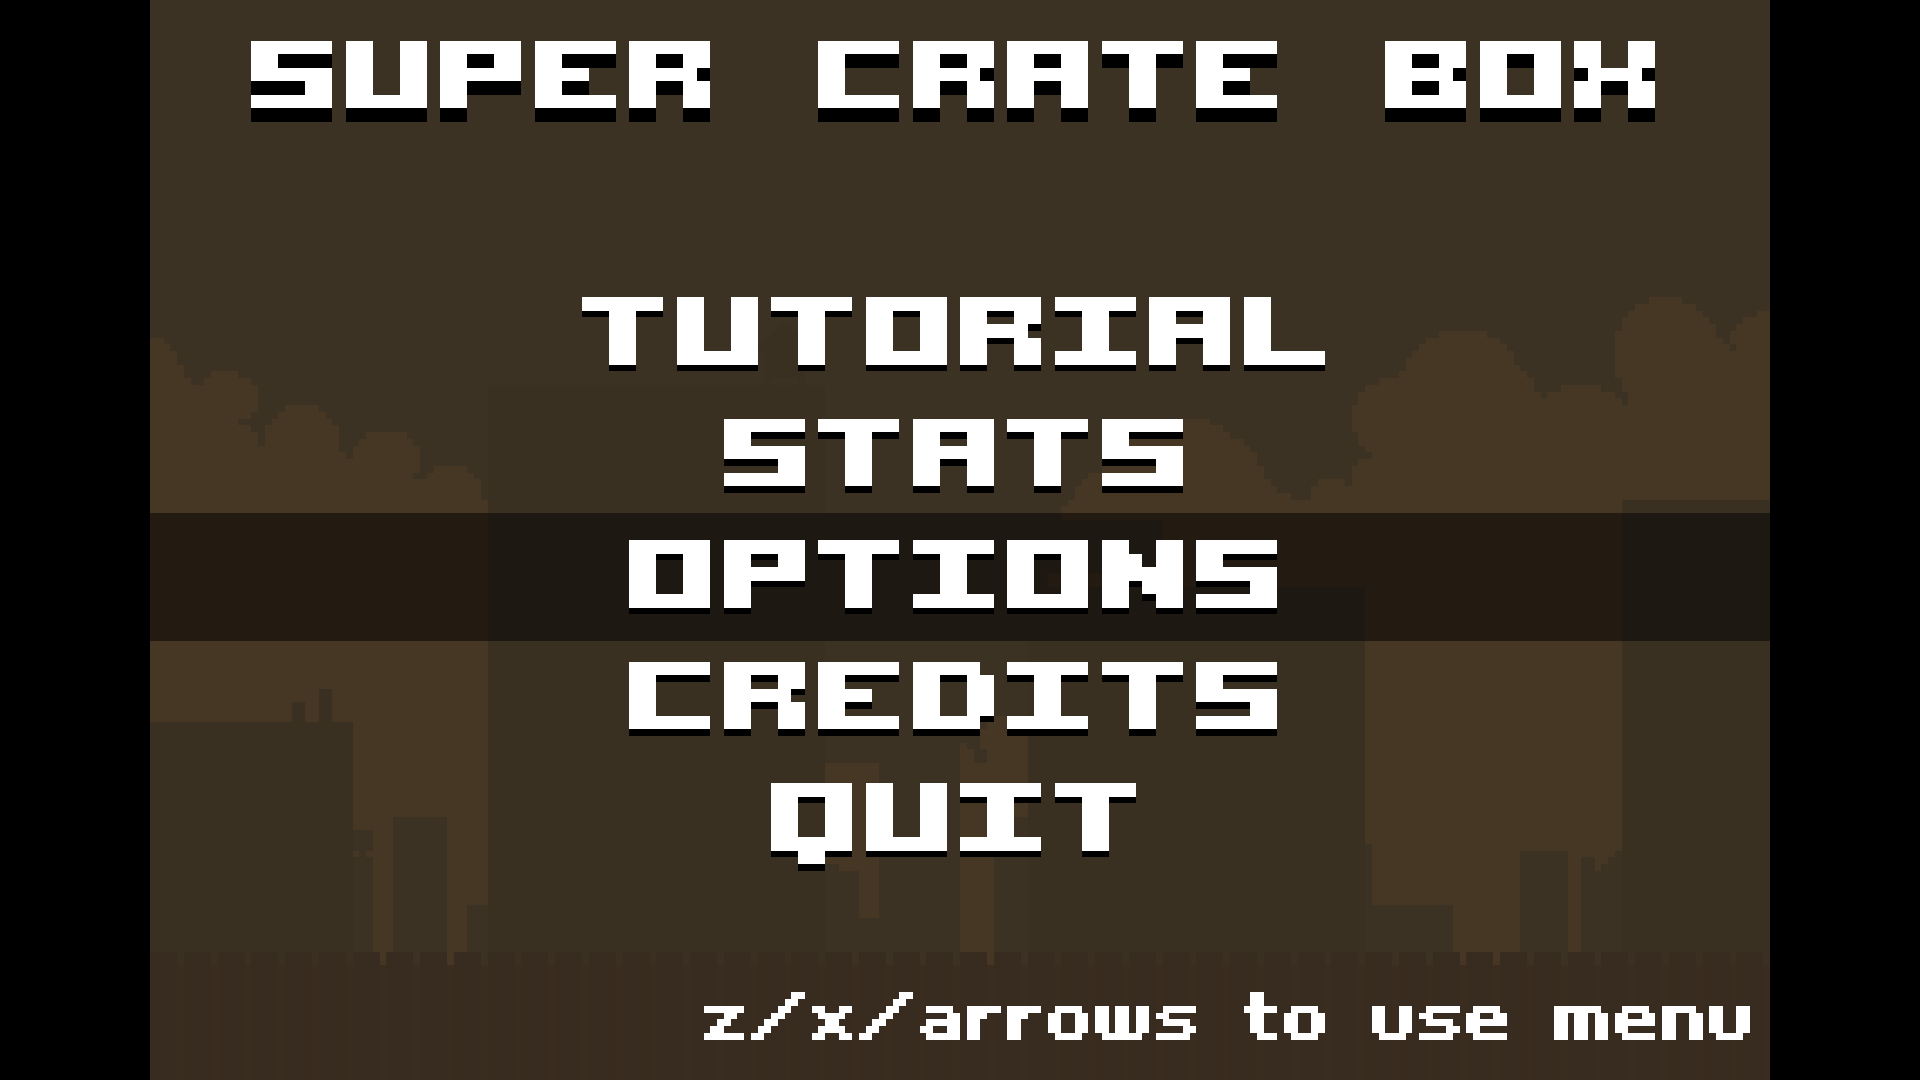 SUPER CRATE BOX
TUTORIAL
STATS
OPTIONS
CREDITS
QUIT
z/x/arrows to use menu